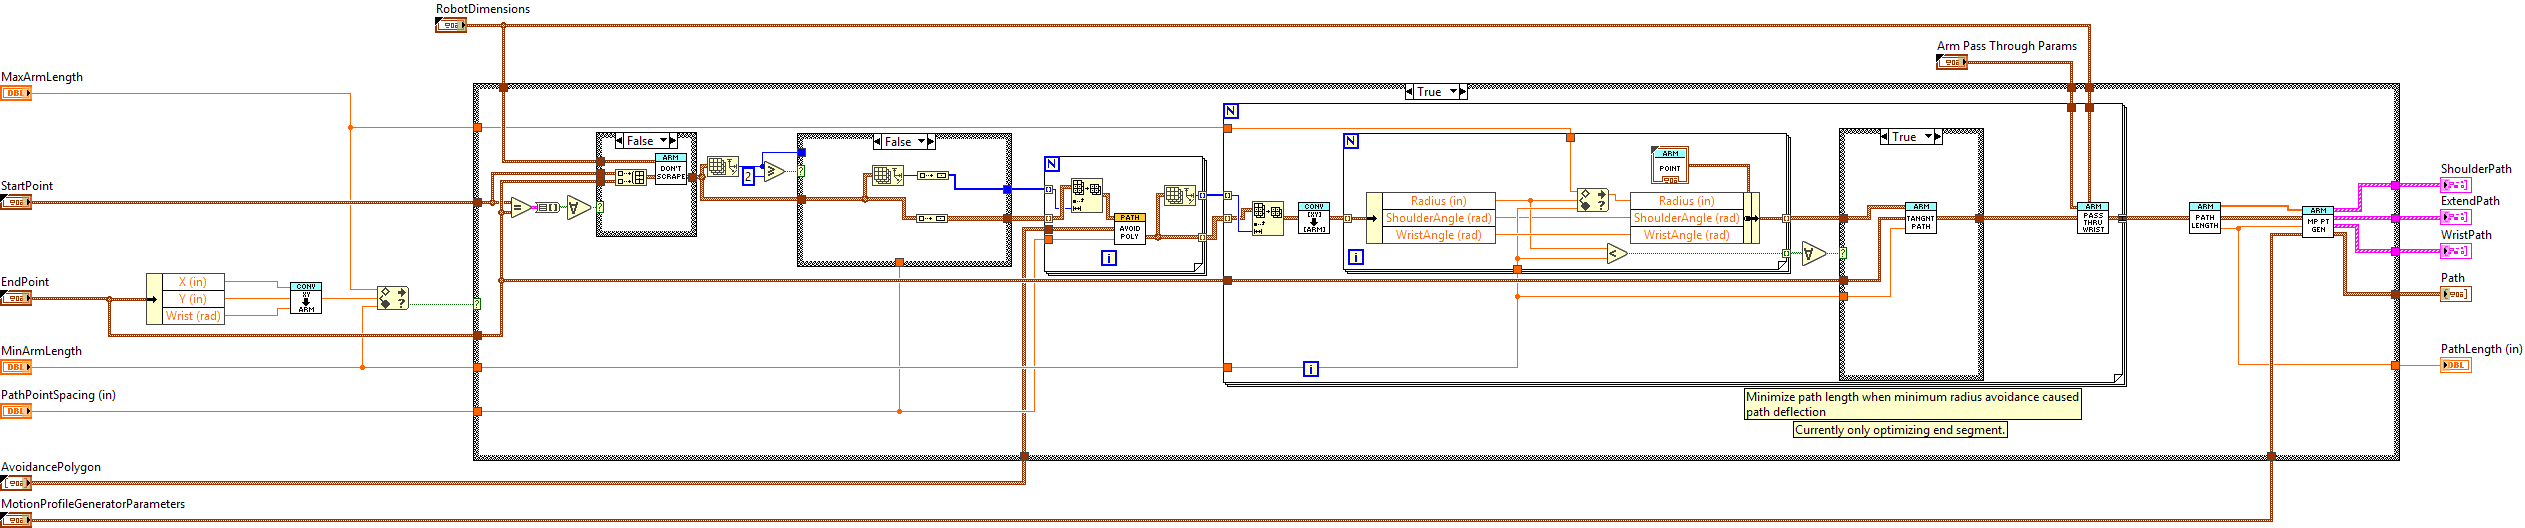 RobotDimensions
Arm Pass Through Params
MaxArmLength
DBL
True
N
False
ARM
DON'T
SCRAPE
2
False
N
PATH
AVOID
POLY
i
N
CONV
[XY]
[ARM]
N
ARM
POINT
Radius (in)
ShoulderAngle (rad)
WristAngle (rad)
Radius (in)
ShoulderAngle (rad)
WristAngle (rad)
i
i
True
ARM
TANGNT
PATH
ARM
PASS
THRU
WRIST
ARM
PATH
LENGTH
ARM
MP PT
GEN
StartPoint
EndPoint
X (in)
Y (in)
Wrist (rad)
CONV
XY
ARM
MinArmLength
DBL
PathPointSpacing (in)
DBL
AvoidancePolygon
MotionProfileGeneratorParameters
Minimize path length when minimum radius avoidance caused
path deflection
Currently only optimizing end segment.
ShoulderPath
ExtendPath
WristPath
Path
PathLength (in)
DBL